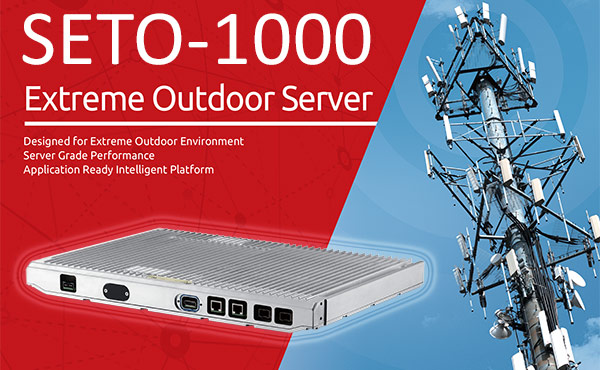 SETO-1000
Extreme Outdoor Server
Designed for Extreme Outdoor Environment
Server Grade Performance
Application Ready Intelligent Platform